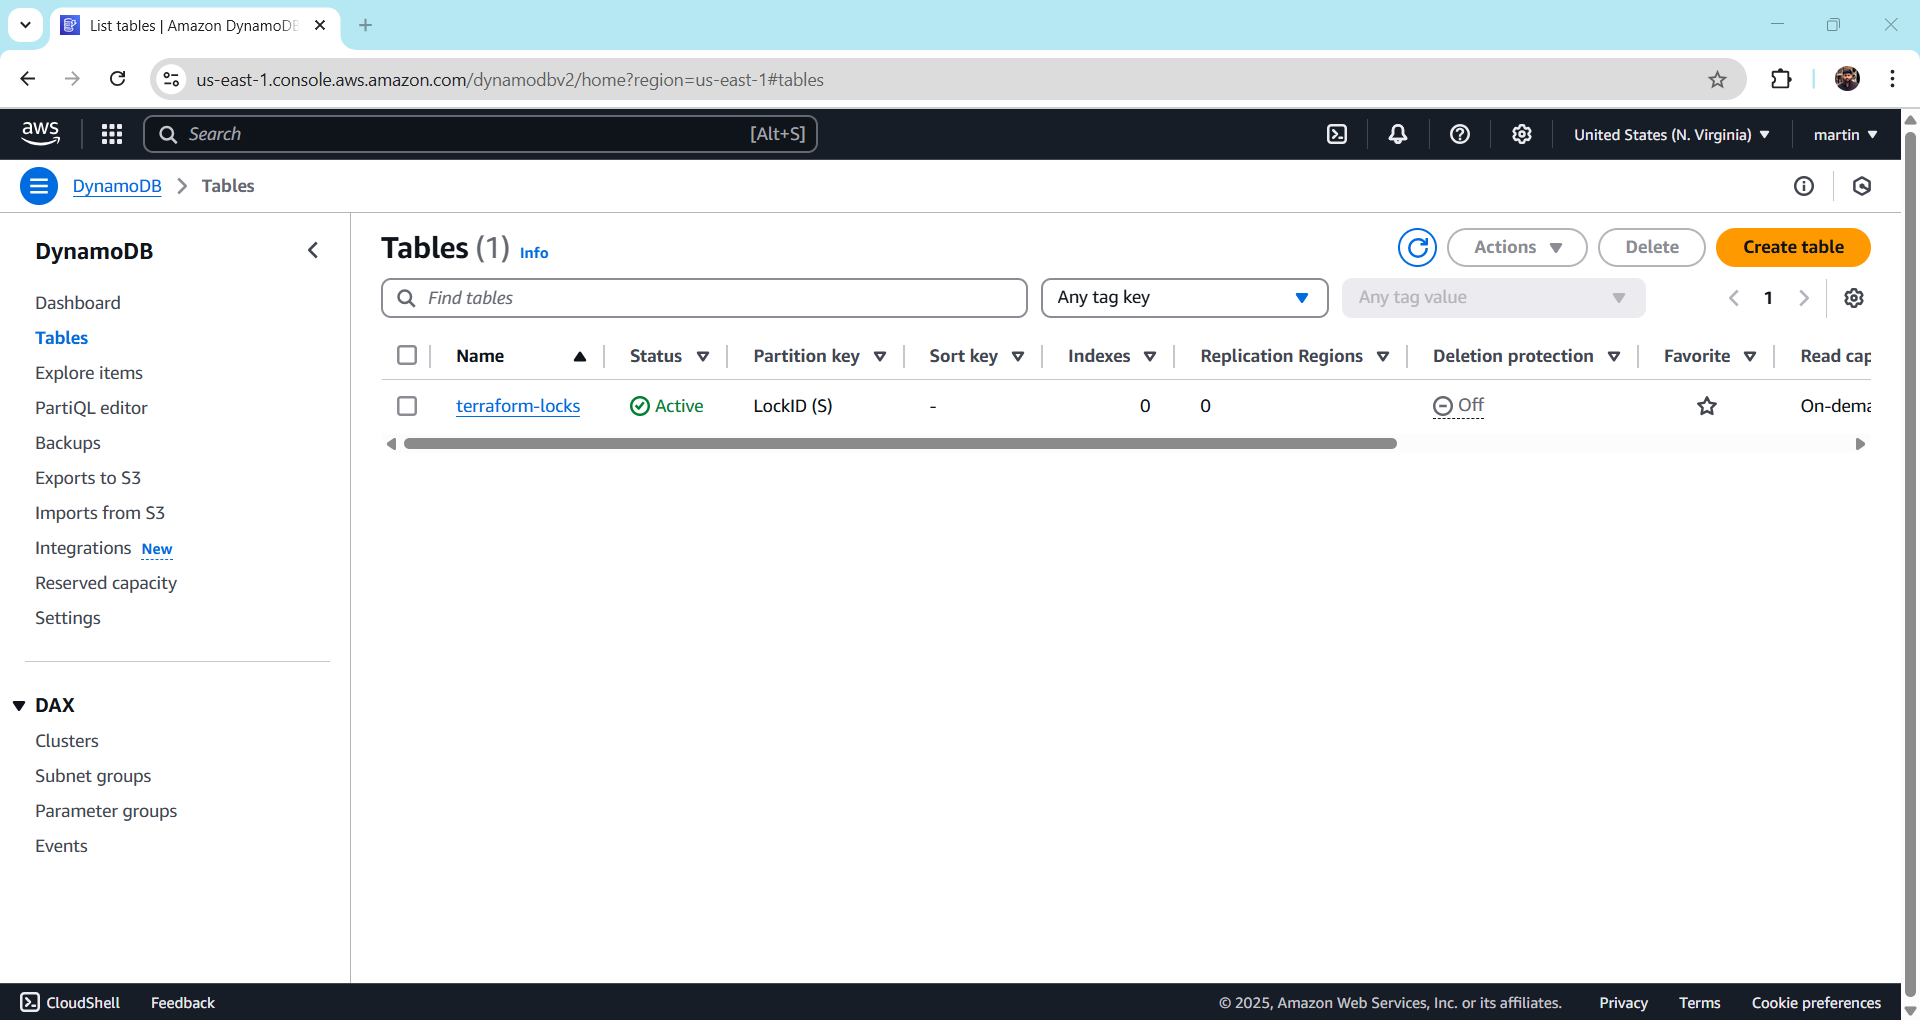 List tables | Amazon DynamoDB
us-east-1.console.aws.amazon.com/dynamodbv2/home?region=us-east-1#tables
aws
Search [Alt+S]
United States (N. Virginia)
martin
DynamoDB
Tables
DynamoDB
Dashboard
Tables
Explore items
PartiQL editor
Backups
Exports to S3
Imports from S3
Integrations New
Reserved capacity
Settings
DAX
Clusters
Subnet groups
Parameter groups
Events
Tables (1) Info
Actions
Delete
Create table
Find tables
Any tag key
Any tag value
1
Name Status Partition key Sort key Indexes Replication Regions Deletion protection Favorite Read cap
terraform-locks Active LockID (S) - 0 0 Off On-dema
CloudShell Feedback
© 2025, Amazon Web Services, Inc. or its affiliates. Privacy Terms Cookie preferences